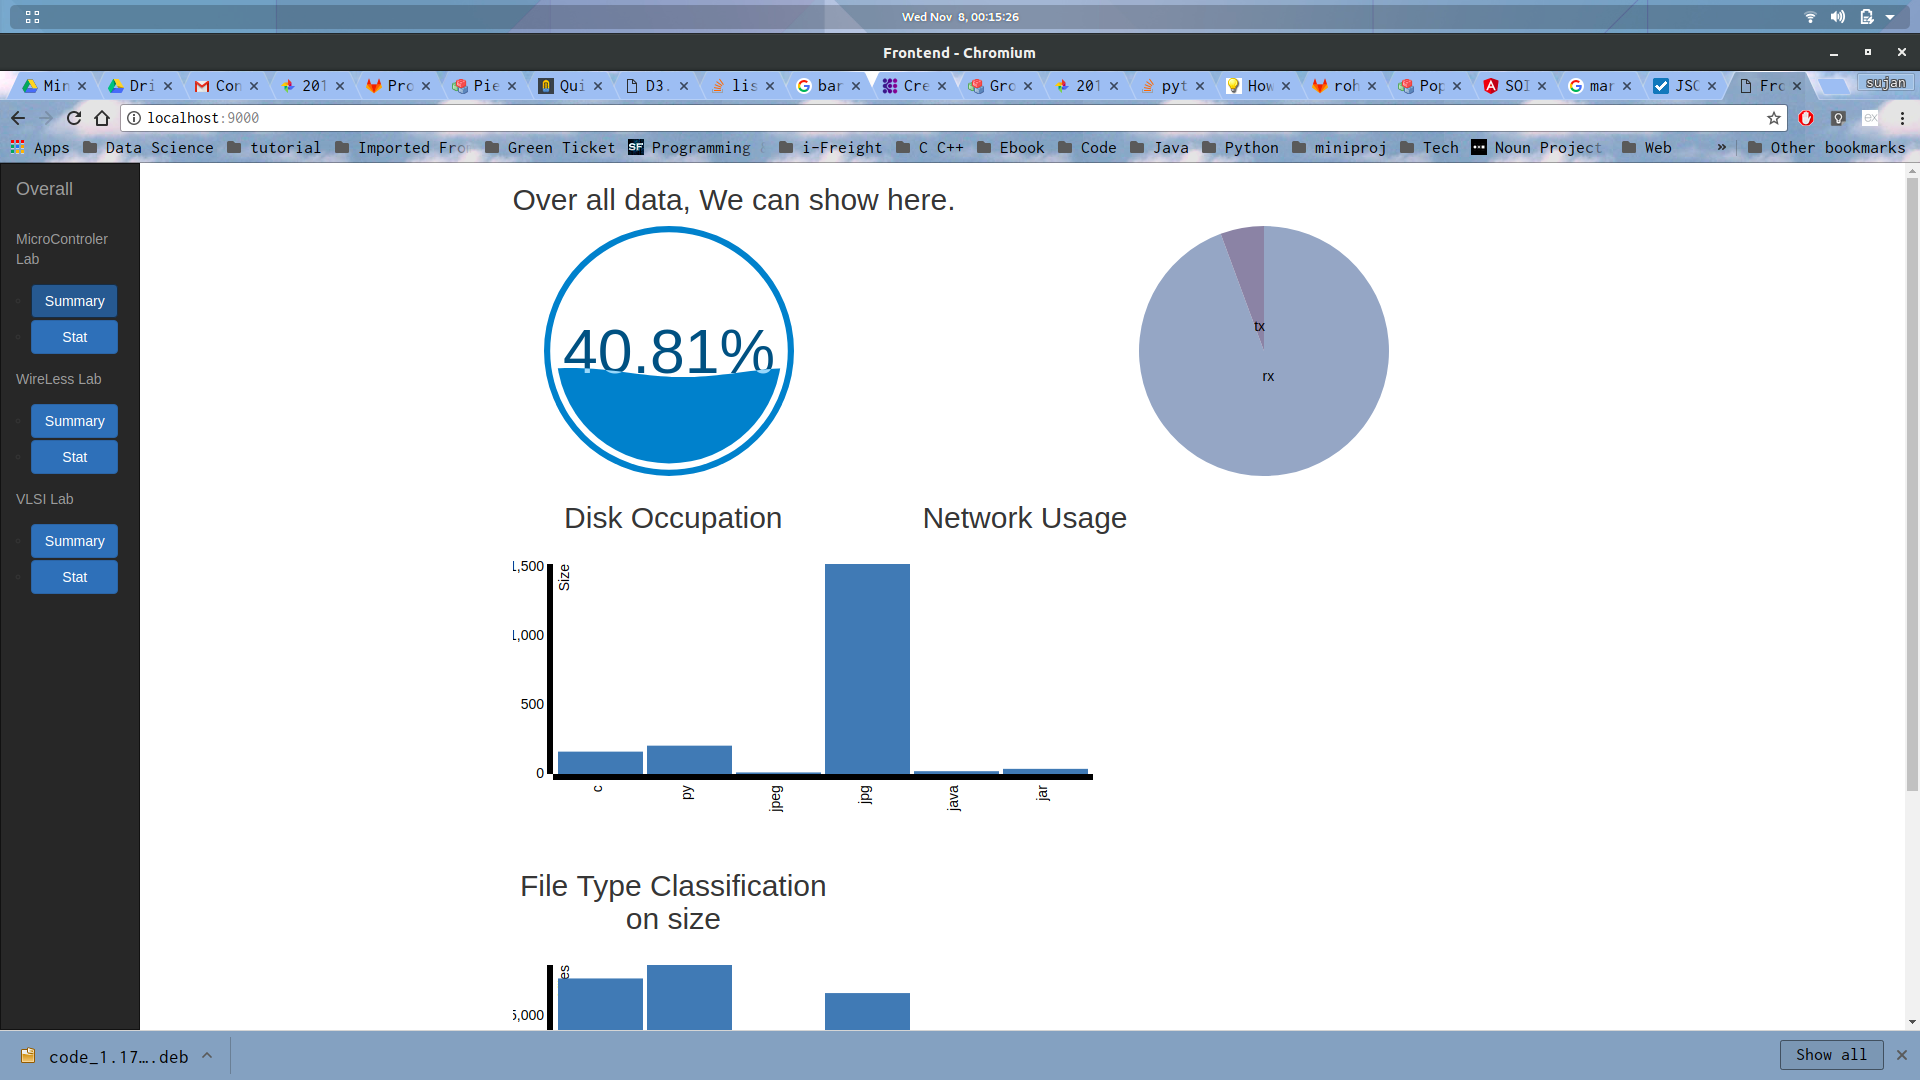 Wed Nov 8, 00:15:26
Frontend - Chromium
Min Dri Con 201 Pro Pie Qui D3. lis bar Cre Gro 201 pyt How roh Pop SOI mar JSO Fro sujan
localhost:9000
Apps Data Science tutorial Imported Fro Green Ticket SF Programming i-Freight C C++ Ebook Code Java Python miniproj Tech Noun Project Web » Other bookmarks
Overall
MicroControler
Lab
Summary
Stat
WireLess Lab
Summary
Stat
VLSI Lab
Summary
Stat
Over all data, We can show here.
40.81%
tx
rx
Disk Occupation
Network Usage
1,500
1,000
500
0
Size
c py jpeg jpg java jar
File Type Classification
on size
es
5,000
code_1.17….deb
Show all